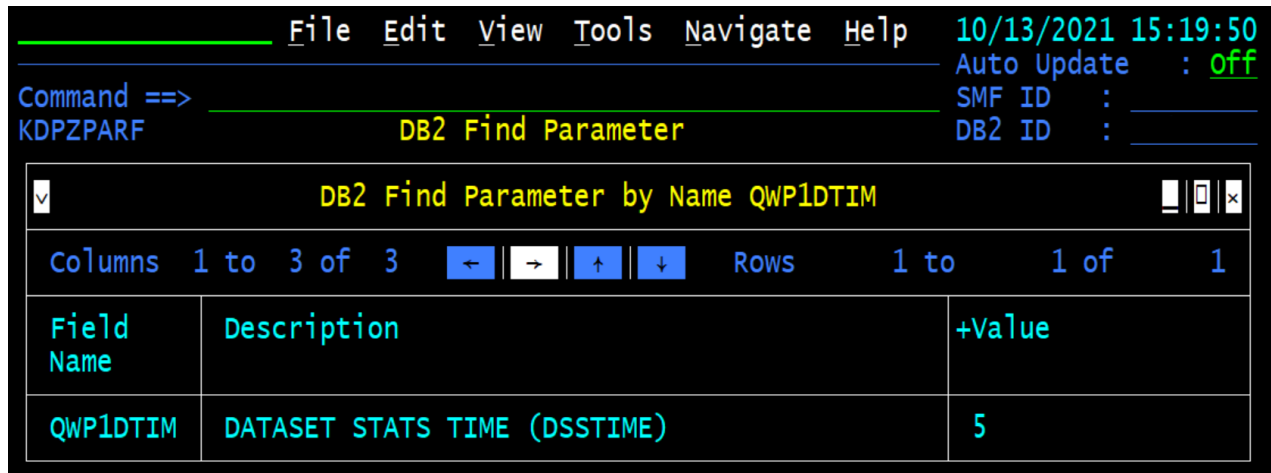 File Edit View Tools Navigate Help 10/13/2021 15:19:50
Auto Update : Off
Command ==> SMF ID :
KDPZPARF DB2 Find Parameter DB2 ID :
DB2 Find Parameter by Name QWP1DTIM
Columns 1 to 3 of 3 ← → ↑ ↓ Rows 1 to 1 of 1
Field Name Description +Value
QWP1DTIM DATASET STATS TIME (DSSTIME) 5